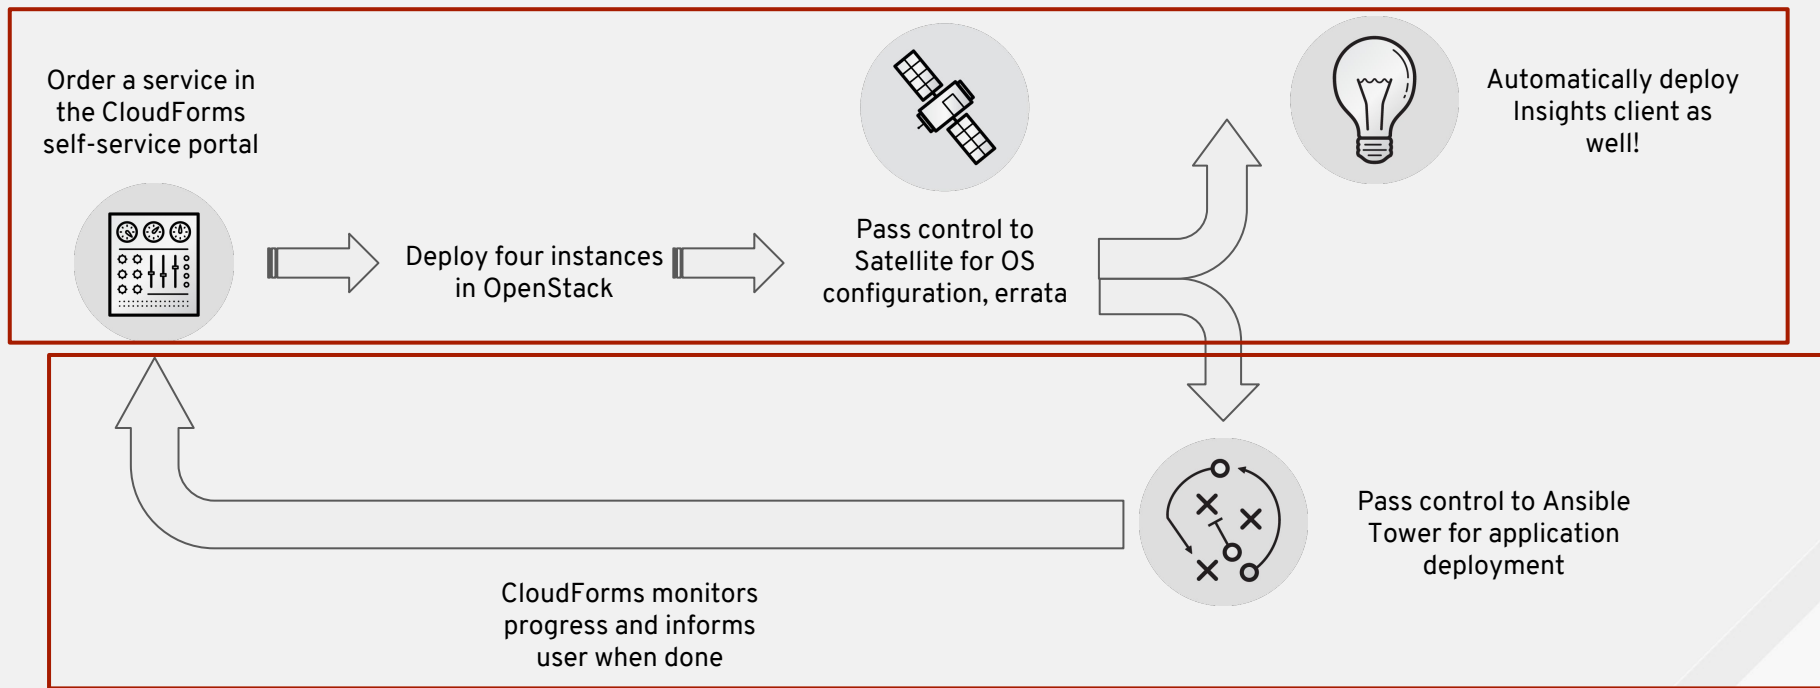 Order a service in
the CloudForms
self-service portal
Deploy four instances
in OpenStack
Pass control to
Satellite for OS
configuration, errata
Automatically deploy
Insights client as
well!
Pass control to Ansible
Tower for application
deployment
CloudForms monitors
progress and informs
user when done